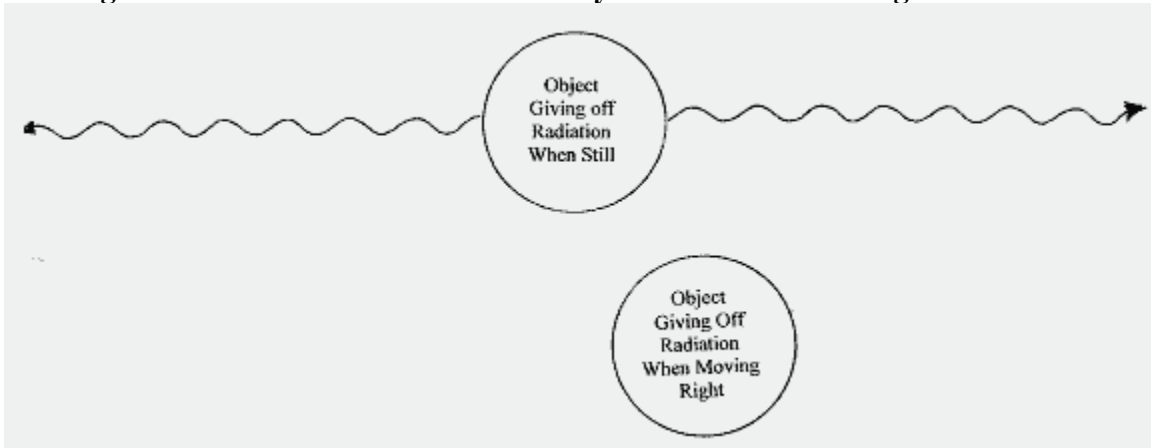 Object
Giving off
Radiation
When Still
Object
Giving Off
Radiation
When Moving
Right